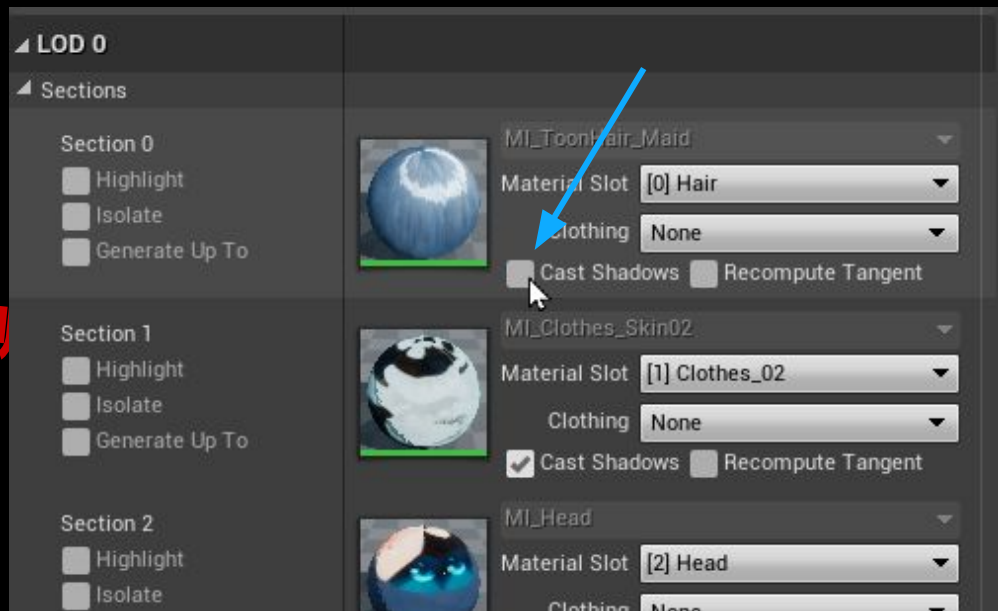 LOD 0
Sections
Section 0
MI_ToonHair_Maid
Highlight
Material Slot [0] Hair
Isolate
Clothing None
Generate Up To
Cast Shadows Recompute Tangent
Section 1
MI_Clothes_Skin02
Highlight
Material Slot [1] Clothes_02
Isolate
Clothing None
Generate Up To
Cast Shadows Recompute Tangent
Section 2
MI_Head
Highlight
Material Slot [2] Head
Isolate
Clothing None